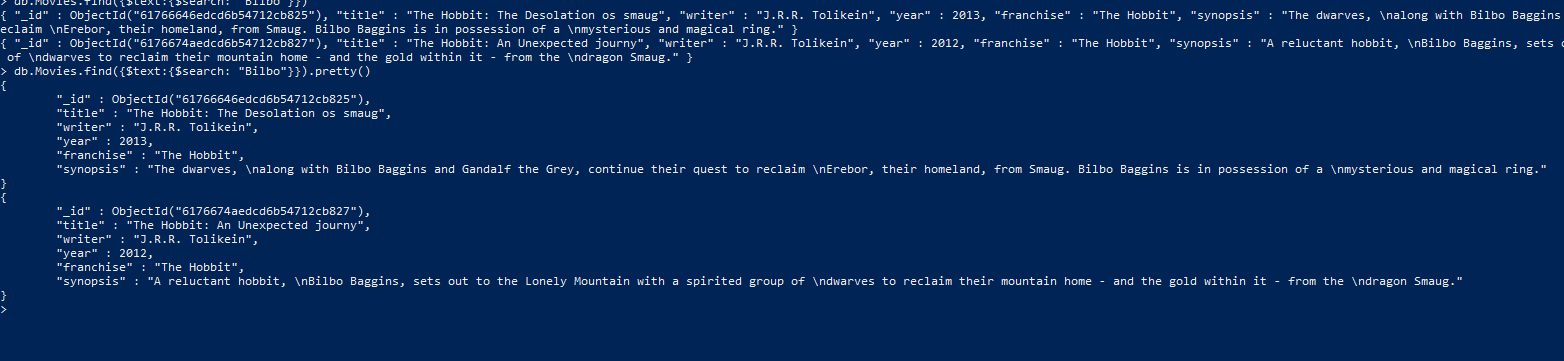 > db.Movies.find({$text:{$search: "Bilbo"}})
{ "_id" : ObjectId("61766646edcd6b54712cb825"), "title" : "The Hobbit: The Desolation os smaug", "writer" : "J.R.R. Tolikein", "year" : 2013, "franchise" : "The Hobbit", "synopsis" : "The dwarves, \nalong with Bilbo Baggins
eclaim \nErebor, their homeland, from Smaug. Bilbo Baggins is in possession of a \nmysterious and magical ring." }
{ "_id" : ObjectId("6176674aedcd6b54712cb827"), "title" : "The Hobbit: An Unexpected journy", "writer" : "J.R.R. Tolikein", "year" : 2012, "franchise" : "The Hobbit", "synopsis" : "A reluctant hobbit, \nBilbo Baggins, sets
of \ndwarves to reclaim their mountain home - and the gold within it - from the \ndragon Smaug." }
> db.Movies.find({$text:{$search: "Bilbo"}}).pretty()
{
"_id" : ObjectId("61766646edcd6b54712cb825"),
"title" : "The Hobbit: The Desolation os smaug",
"writer" : "J.R.R. Tolikein",
"year" : 2013,
"franchise" : "The Hobbit",
"synopsis" : "The dwarves, \nalong with Bilbo Baggins and Gandalf the Grey, continue their quest to reclaim \nErebor, their homeland, from Smaug. Bilbo Baggins is in possession of a \nmysterious and magical ring."
}
{
"_id" : ObjectId("6176674aedcd6b54712cb827"),
"title" : "The Hobbit: An Unexpected journy",
"writer" : "J.R.R. Tolikein",
"year" : 2012,
"franchise" : "The Hobbit",
"synopsis" : "A reluctant hobbit, \nBilbo Baggins, sets out to the Lonely Mountain with a spirited group of \ndwarves to reclaim their mountain home - and the gold within it - from the \ndragon Smaug."
}
>